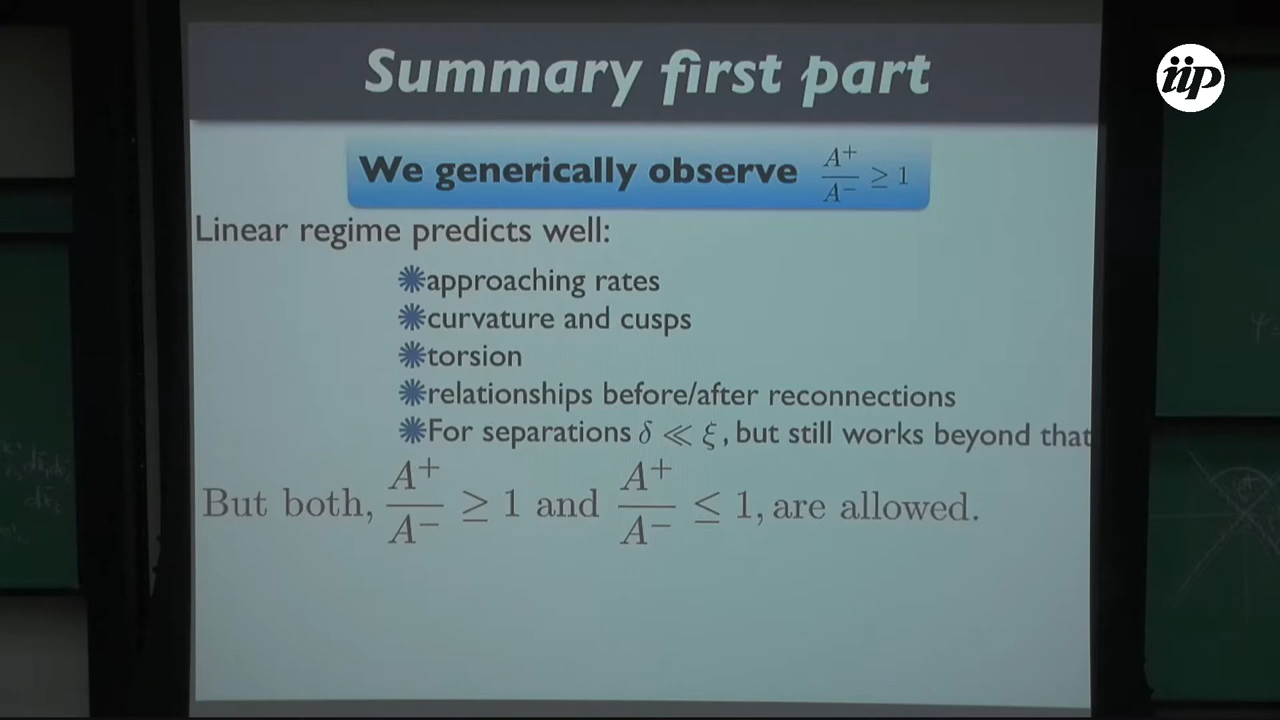 Summary first part
iip
We generically observe A⁺/A⁻ ≥ 1
Linear regime predicts well:
approaching rates
curvature and cusps
torsion
relationships before/after reconnections
For separations δ ≪ ξ, but still works beyond that
But both, A⁺/A⁻ ≥ 1 and A⁺/A⁻ ≤ 1, are allowed.